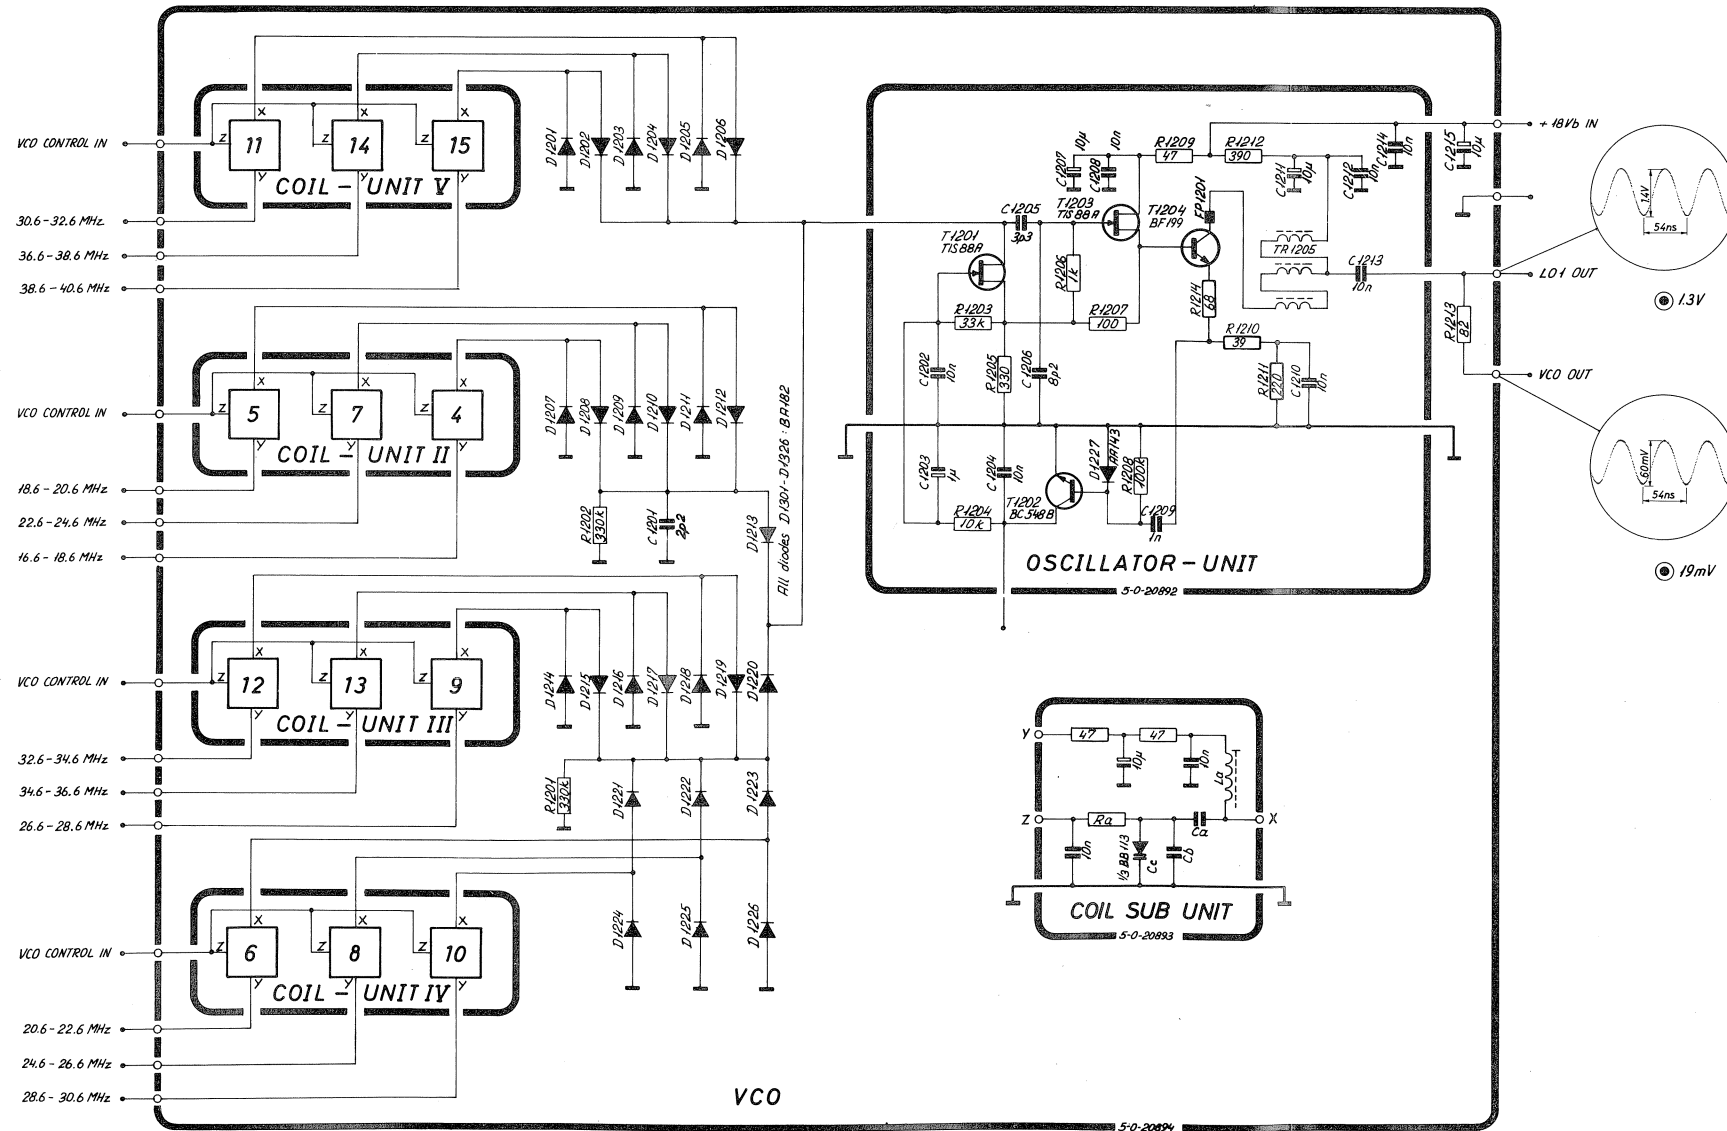 VCO CONTROL IN
Z X 11 Y
Z X 14 Y
X 15 Y
COIL - UNIT V
30.6-32.6 MHz
36.6-38.6 MHz
38.6-40.6 MHz
D1201
D1202
D1203
D1204
D1205
D1206
VCO CONTROL IN
Z X 5 Y
Z X 7 Y
Z X 4 Y
COIL - UNIT II
18.6-20.6 MHz
22.6-24.6 MHz
16.6-18.6 MHz
D1207
D1208
D1209
D1210
D1211
D1212
R1202
330k
C1201
2p2
D1213
All diodes D1301-D1326: BA182
VCO CONTROL IN
Z X 12 Y
Z X 13 Y
Z X 9 Y
COIL - UNIT III
32.6-34.6 MHz
34.6-36.6 MHz
26.6-28.6 MHz
D1214
D1215
D1216
D1217
D1218
D1219
D1220
R1201
330k
D1221
D1222
D1223
VCO CONTROL IN
Z X 6 Y
Z X 8 Y
Z X 10 Y
COIL - UNIT IV
20.6-22.6 MHz
24.6-26.6 MHz
28.6-30.6 MHz
D1224
D1225
D1226
C1207
10µ
C1208
10n
R1209
47
R1212
390
C1211
10µ
C1212
10n
C1214
10n
C1215
10µ
+18Vb IN
T1201
TIS88A
C1205
3p3
T1203
TIS88A
T1204
BF199
FP1201
TR1205
C1213
10n
LO1 OUT
R1206
1k
R1203
33k
R1207
100
R1214
68
R1210
39
R1213
82
VCO OUT
C1202
10n
R1205
330
C1206
8p2
R1211
220
C1210
10n
C1203
1µ
C1204
10n
T1202
BC548B
D1227
AA143
R1208
100k
R1204
10k
C1209
1n
OSCILLATOR-UNIT
5-0-20892
1.4V
54ns
1.3V
60mV
54ns
19mV
Y
47
47
10µ
10n
La
Z
Ra
Ca
X
10n
1/3 BB113
Cc
Cb
COIL SUB UNIT
5-0-20893
VCO
5-0-20894